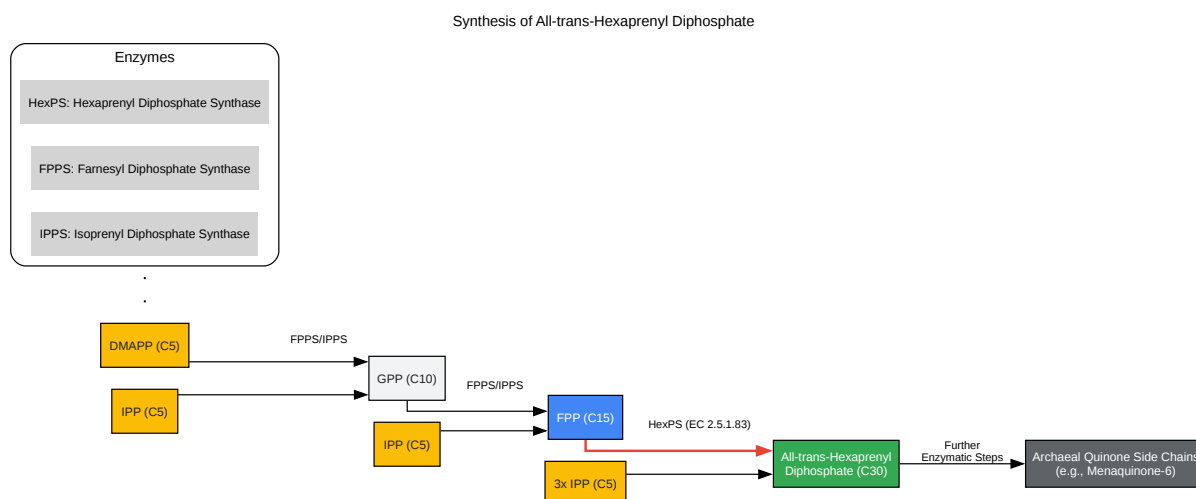 Synthesis of All-trans-Hexaprenyl Diphosphate
Enzymes
HexPS: Hexaprenyl Diphosphate Synthase
FPPS: Farnesyl Diphosphate Synthase
IPPS: Isoprenyl Diphosphate Synthase
.
.
DMAPP (C5)
FPPS/IPPS
IPP (C5)
GPP (C10)
FPPS/IPPS
IPP (C5)
FPP (C15)
HexPS (EC 2.5.1.83)
3x IPP (C5)
All-trans-Hexaprenyl
Diphosphate (C30)
Further
Enzymatic Steps
Archaeal Quinone Side Chains
(e.g., Menaquinone-6)